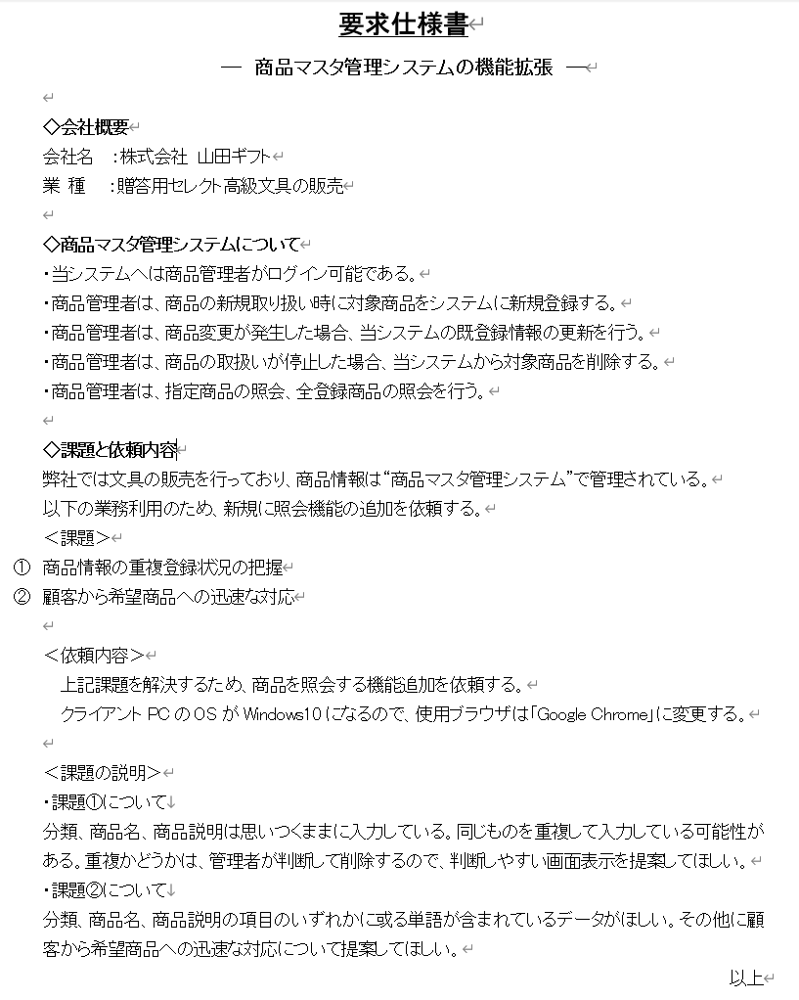 要求仕様書
― 商品マスタ管理システムの機能拡張 ―
◇会社概要
会社名 :株式会社 山田ギフト
業 種 :贈答用セレクト高級文具の販売
◇商品マスタ管理システムについて
・当システムへは商品管理者がログイン可能である。
・商品管理者は、商品の新規取り扱い時に対象商品をシステムに新規登録する。
・商品管理者は、商品変更が発生した場合、当システムの既登録情報の更新を行う。
・商品管理者は、商品の取扱いが停止した場合、当システムから対象商品を削除する。
・商品管理者は、指定商品の照会、全登録商品の照会を行う。
◇課題と依頼内容
弊社では文具の販売を行っており、商品情報は“商品マスタ管理システム”で管理されている。
以下の業務利用のため、新規に照会機能の追加を依頼する。
<課題>
① 商品情報の重複登録状況の把握
② 顧客から希望商品への迅速な対応
<依頼内容>
上記課題を解決するため、商品を照会する機能追加を依頼する。
クライアント PC の OS が Windows10 になるので、使用ブラウザは「Google Chrome」に変更する。
<課題の説明>
・課題①について
分類、商品名、商品説明は思いつくままに入力している。同じものを重複して入力している可能性が
ある。重複かどうかは、管理者が判断して削除するので、判断しやすい画面表示を提案してほしい。
・課題②について
分類、商品名、商品説明の項目のいずれかに或る単語が含まれているデータがほしい。その他に顧
客から希望商品への迅速な対応について提案してほしい。
以上